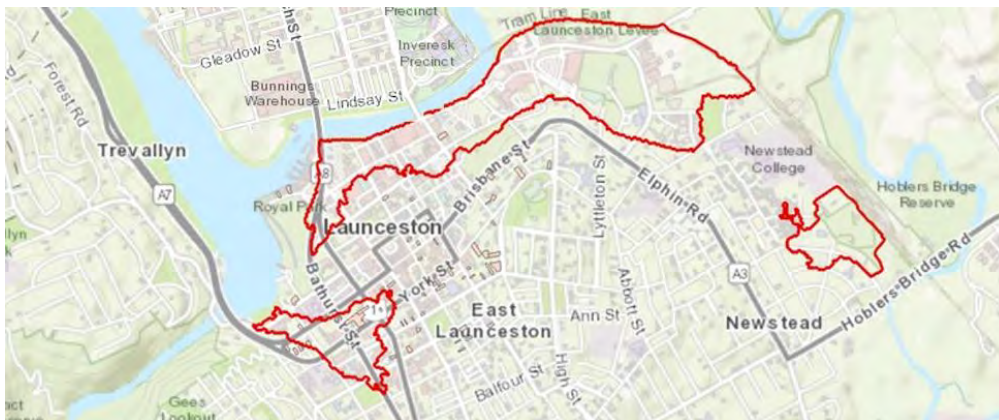 Precinct
Tram Line
East
Launceston Levee
Gleadow St
Inveresk
Precinct
Bunnings
Warehouse
Lindsay St
Forest Rd
Trevallyn
A7
A8
Royal Park
Launceston
Brisbane St
Elphin Rd
Lyttleton St
Newstead
College
Hoblers Bridge
Reserve
Bathurst St
York St
East
Launceston
Ann St
Abbott St
A3
Newstead
Hoblers Bridge Rd
High St
Balfour St
Gees
Lookout